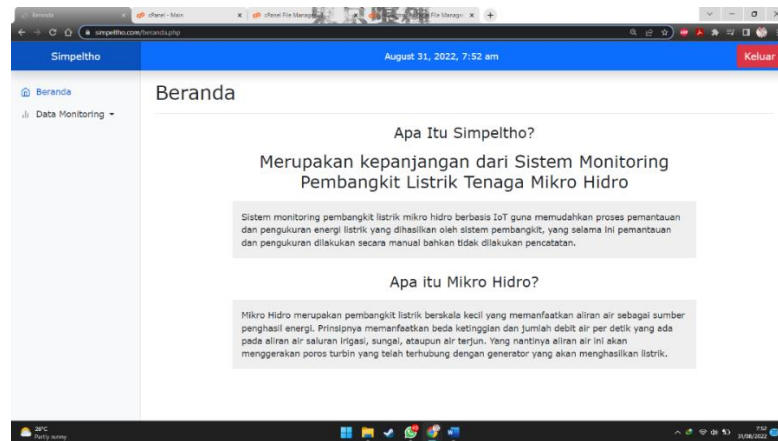 Beranda
cPanel - Main
cPanel File Manage
File Manage
simpeltho.com/beranda.php
Simpeltho
August 31, 2022, 7:52 am
Keluar
Beranda
Data Monitoring
Beranda
Apa Itu Simpeltho?
Merupakan kepanjangan dari Sistem Monitoring
Pembangkit Listrik Tenaga Mikro Hidro
Sistem monitoring pembangkit listrik mikro hidro berbasis IoT guna memudahkan proses pemantauan
dan pengukuran energi listrik yang dihasilkan oleh sistem pembangkit, yang selama ini pemantauan
dan pengukuran dilakukan secara manual bahkan tidak dilakukan pencatatan.
Apa itu Mikro Hidro?
Mikro Hidro merupakan pembangkit listrik berskala kecil yang memanfaatkan aliran air sebagai sumber
penghasil energi. Prinsipnya memanfaatkan beda ketinggian dan jumlah debit air per detik yang ada
pada aliran air saluran irigasi, sungai, ataupun air terjun. Yang nantinya aliran air ini akan
menggerakan poros turbin yang telah terhubung dengan generator yang akan menghasilkan listrik.
26°C
Partly sunny
7:52
31/08/2022